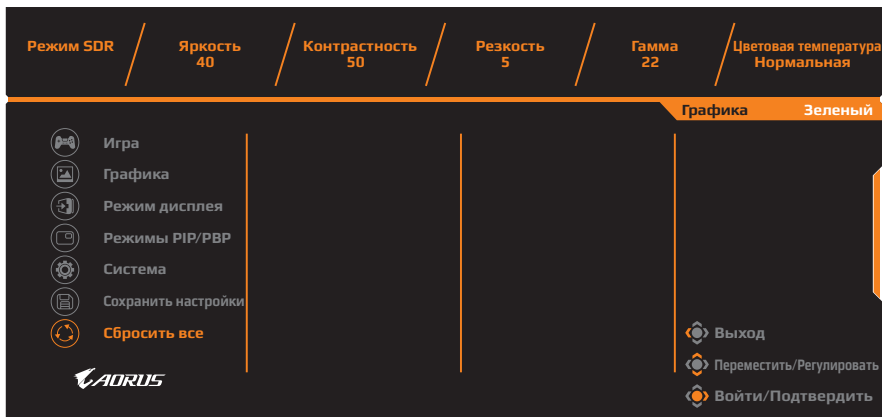 Режим SDR
Яркость
40
Контрастность
50
Резкость
5
Гамма
22
Цветовая температура
Нормальная
Графика Зеленый
Игра
Графика
Режим дисплея
Режимы PIP/PBP
Система
Сохранить настройки
Сбросить все
AORUS
Выход
Переместить/Регулировать
Войти/Подтвердить